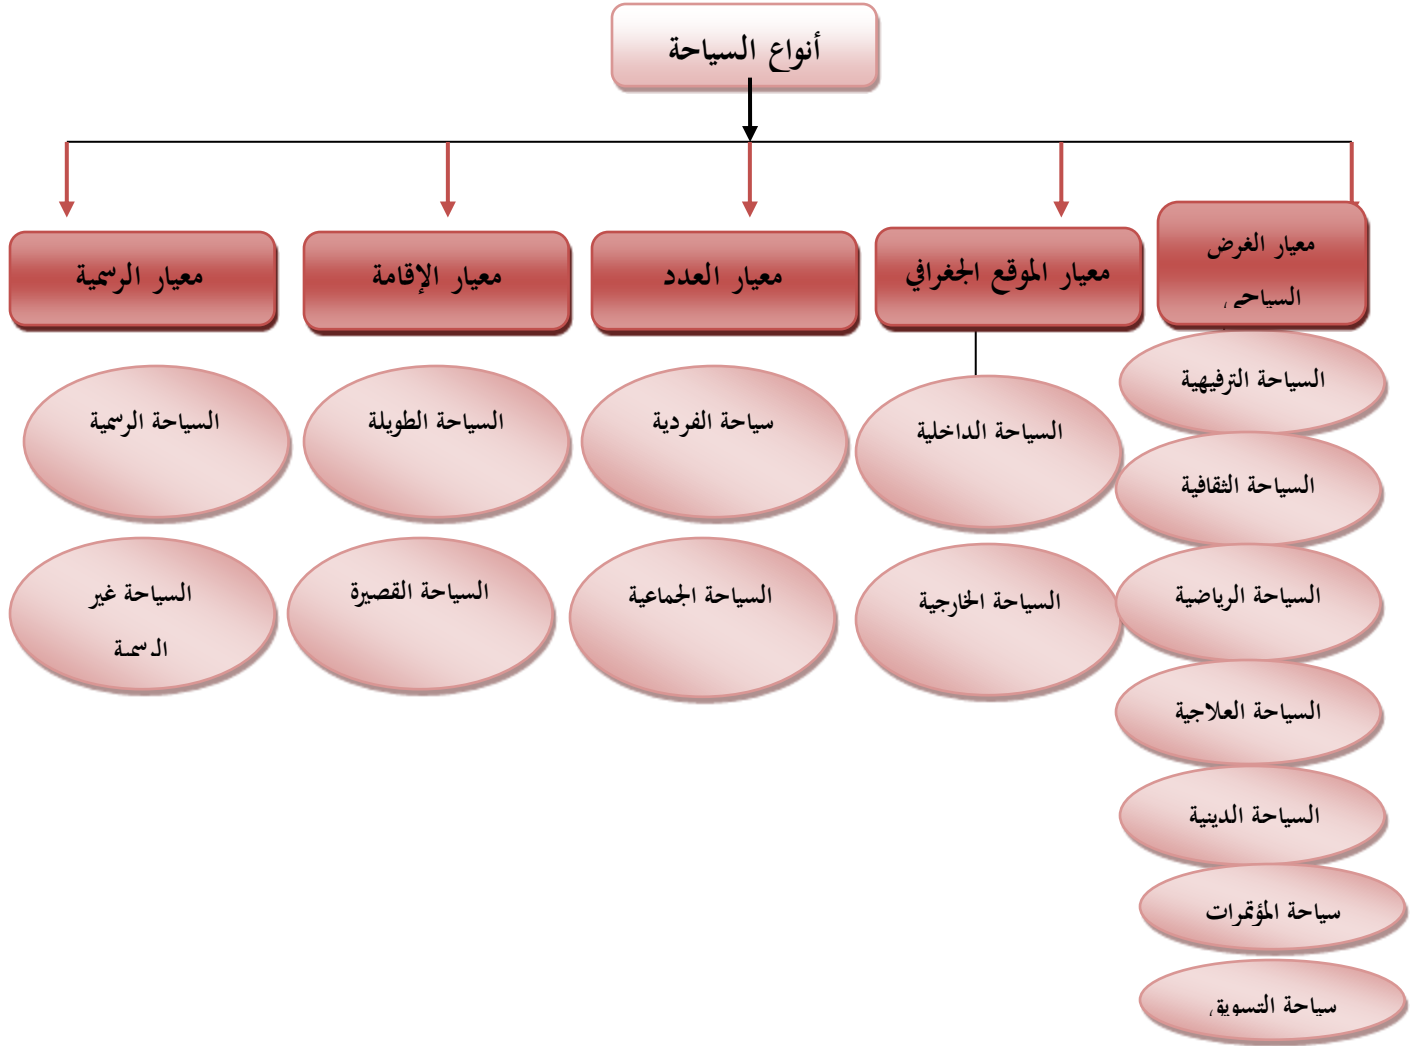 أنواع السياحة
معيار الغرض
السياحي
معيار الموقع الجغرافي
معيار العدد
معيار الإقامة
معيار الرسمية
السياحة الترفيهية
السياحة الثقافية
السياحة الرياضية
السياحة العلاجية
السياحة الدينية
سياحة المؤتمرات
سياحة التسويق
السياحة الداخلية
السياحة الخارجية
سياحة الفردية
السياحة الجماعية
السياحة الطويلة
السياحة القصيرة
السياحة الرسمية
السياحة غير
الرسمية